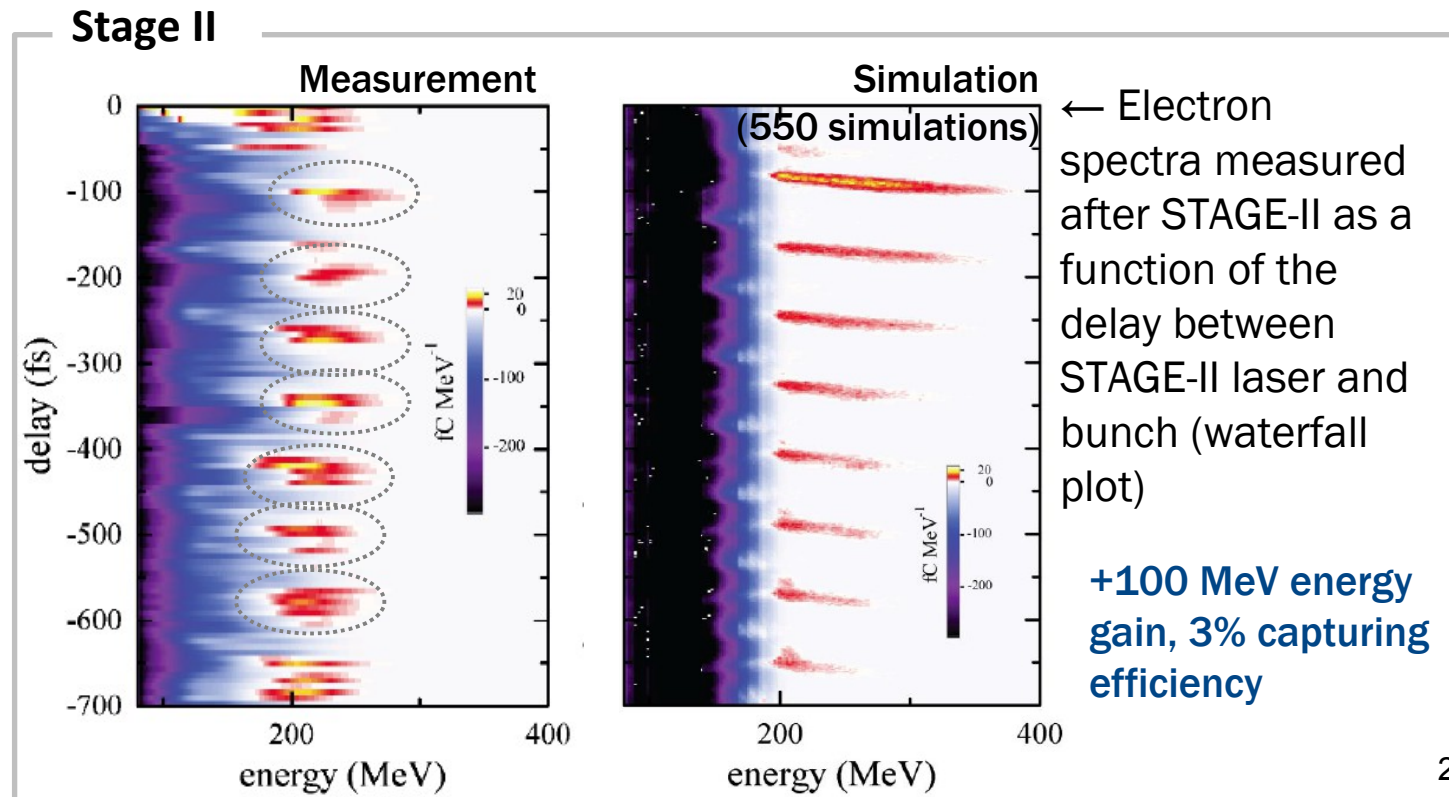 Stage II
Measurement
Simulation
(550 simulations)
0
-100
-200
-300
-400
-500
-600
-700
delay (fs)
20
0
-100
-200
fC MeV⁻¹
200
400
energy (MeV)
20
0
-100
-200
fC MeV⁻¹
200
400
energy (MeV)
← Electron
spectra measured
after STAGE-II as a
function of the
delay between
STAGE-II laser and
bunch (waterfall
plot)
+100 MeV energy
gain, 3% capturing
efficiency
2